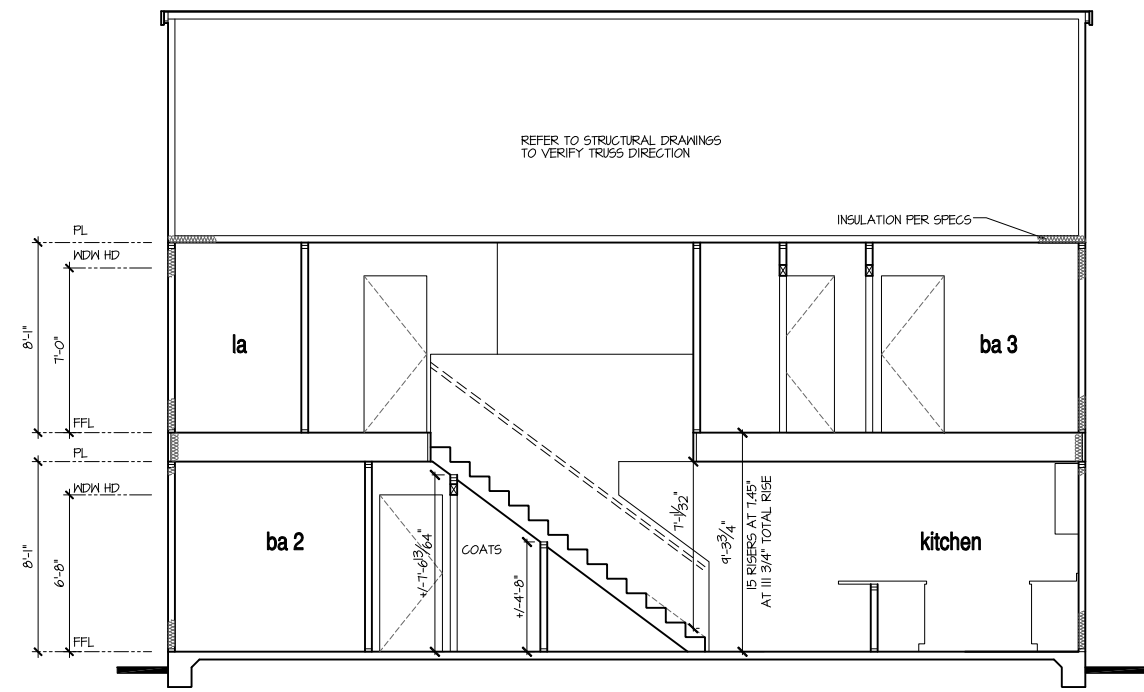 REFER TO STRUCTURAL DRAWINGS
TO VERIFY TRUSS DIRECTION
INSULATION PER SPECS
PL
WDW HD
8'-1"
7'-0"
la
ba 3
FFL
PL
WDW HD
8'-1"
6'-8"
ba 2
+/-7'-6 13/64"
COATS
+/-4'-8"
7'-1 1/32"
9'-3 3/4"
15 RISERS AT 7.45"
AT 111 3/4" TOTAL RISE
kitchen
FFL